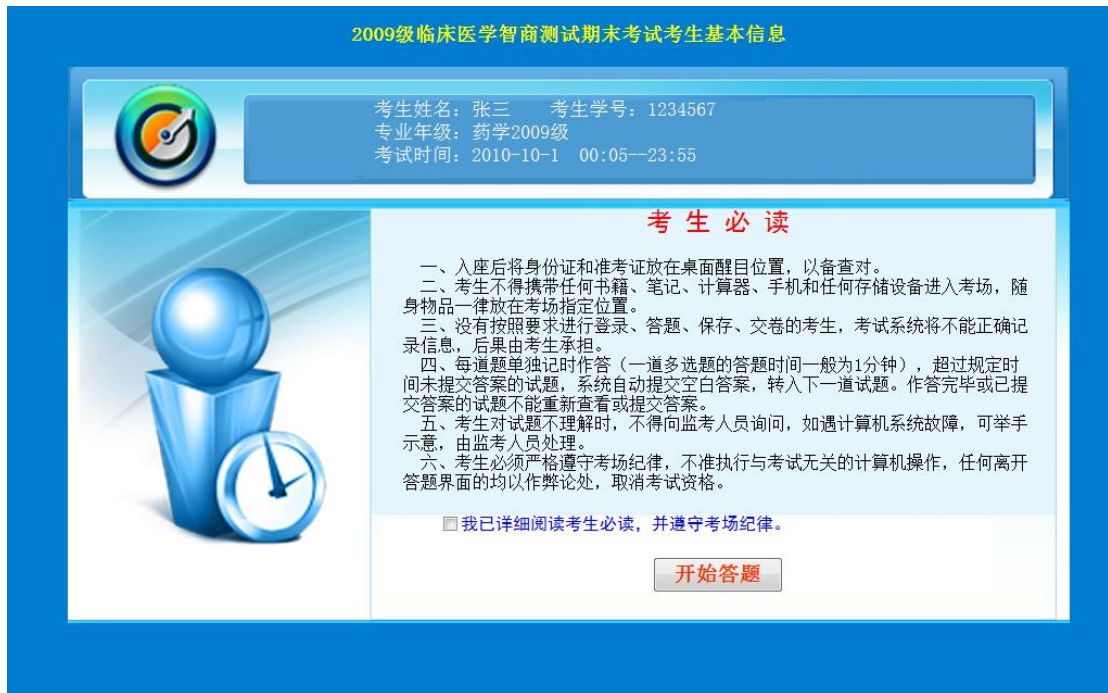 2009级临床医学智商测试期末考试考生基本信息
考生姓名：张三 考生学号：1234567
专业年级：药学2009级
考试时间：2010-10-1 00:05--23:55
考 生 必 读
一、入座后将身份证和准考证放在桌面醒目位置，以备查对。
二、考生不得携带任何书籍、笔记、计算器、手机和任何存储设备进入考场，随
身物品一律放在考场指定位置。
三、没有按照要求进行登录、答题、保存、交卷的考生，考试系统将不能正确记
录信息，后果由考生承担。
四、每道题单独记时作答（一道多选题的答题时间一般为1分钟），超过规定时
间未提交答案的试题，系统自动提交空白答案，转入下一道试题。作答完毕或已提
交答案的试题不能重新查看或提交答案。
五、考生对试题不理解时，不得向监考人员询问，如遇计算机系统故障，可举手
示意，由监考人员处理。
六、考生必须严格遵守考场纪律，不准执行与考试无关的计算机操作，任何离开
答题界面的均以作弊论处，取消考试资格。
我已详细阅读考生必读，并遵守考场纪律。
开始答题